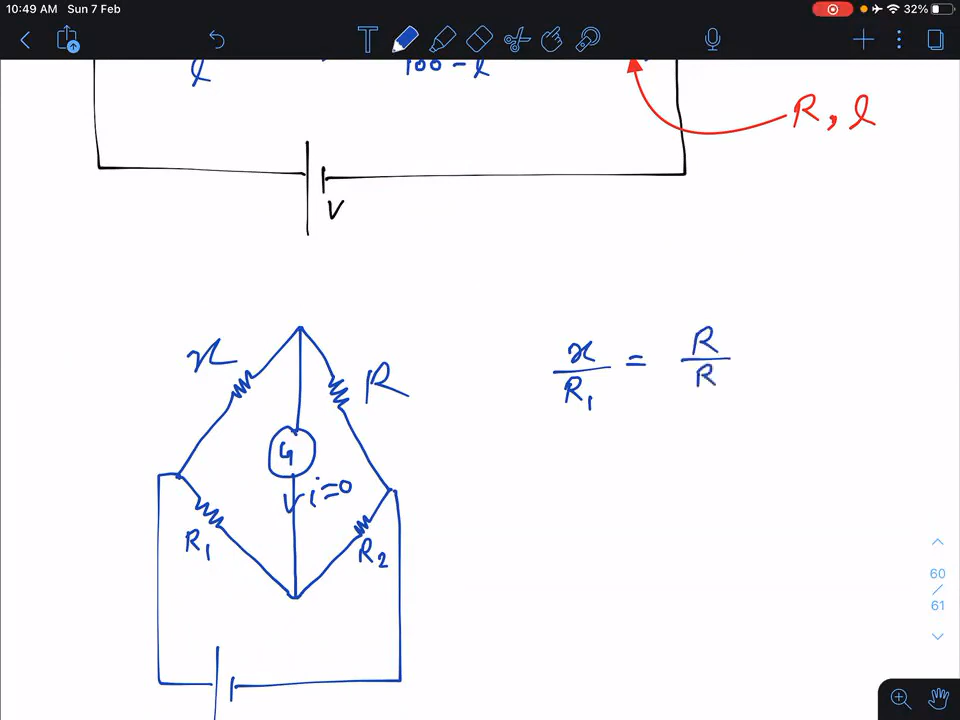 10:49 AM Sun 7 Feb 32%
T
l 100 - l
R, l
V
x R
x/R₁ = R/R
G
i=0
R₁ R₂
60
/
61